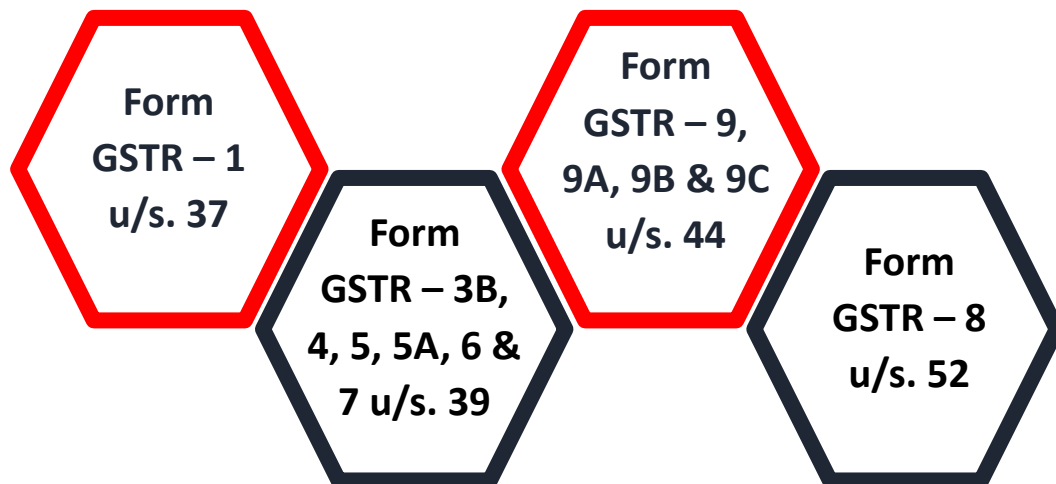 Form
GSTR – 1
u/s. 37
Form
GSTR – 3B,
4, 5, 5A, 6 &
7 u/s. 39
Form
GSTR – 9,
9A, 9B & 9C
u/s. 44
Form
GSTR – 8
u/s. 52